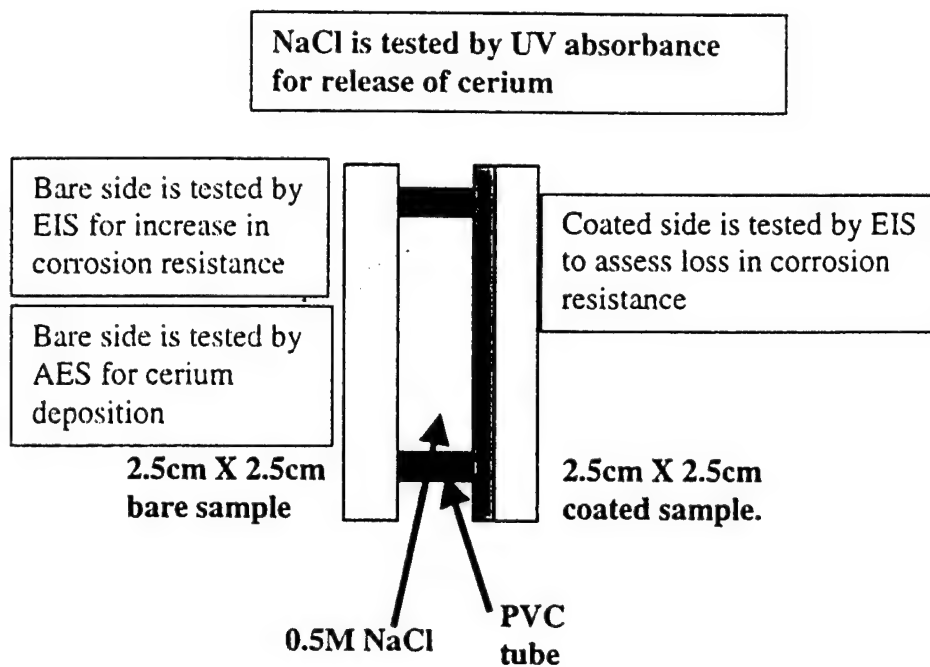 NaCl is tested by UV absorbance
for release of cerium
Bare side is tested by
EIS for increase in
corrosion resistance
Bare side is tested by
AES for cerium
deposition
Coated side is tested by EIS
to assess loss in corrosion
resistance
2.5cm X 2.5cm
bare sample
2.5cm X 2.5cm
coated sample.
0.5M NaCl
PVC
tube